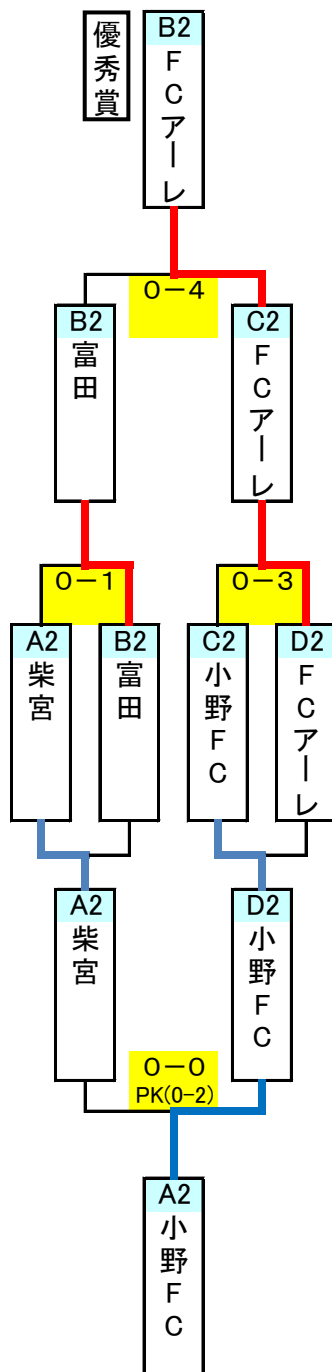 優秀賞
B2
FCアーレ
0－4
B2
富田
C2
FCアーレ
0－1
0－3
A2
柴宮
B2
富田
C2
小野FC
D2
FCアーレ
A2
柴宮
D2
小野FC
0－0
PK(0-2)
A2
小野FC